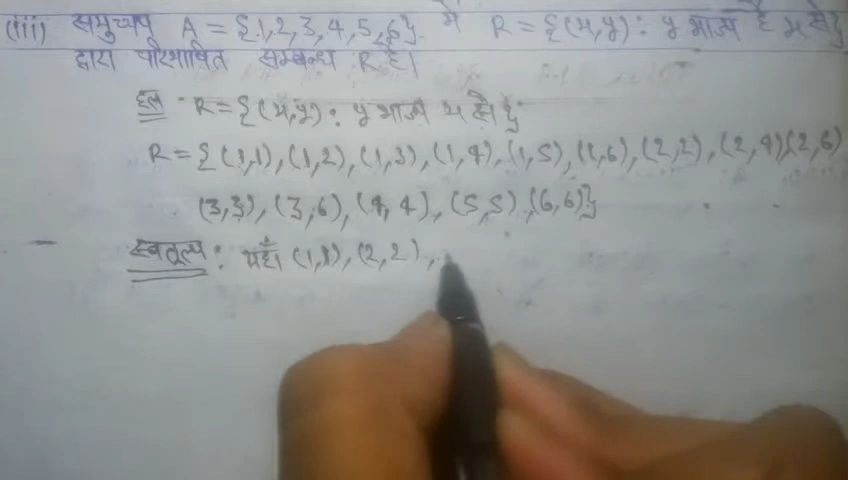 (iii) समुच्चय A = {1,2,3,4,5,6} में R = {(x,y): y भाज्य है x से}
द्वारा परिभाषित सम्बन्ध R है।
हल R = {(x,y): y भाज्य x से}
R = {(1,1), (1,2), (1,3), (1,4), (1,5), (1,6), (2,2), (2,4), (2,6)
(3,3), (3,6), (4,4), (5,5), (6,6)}
स्वतुल्य : यहाँ (1,1), (2,2),